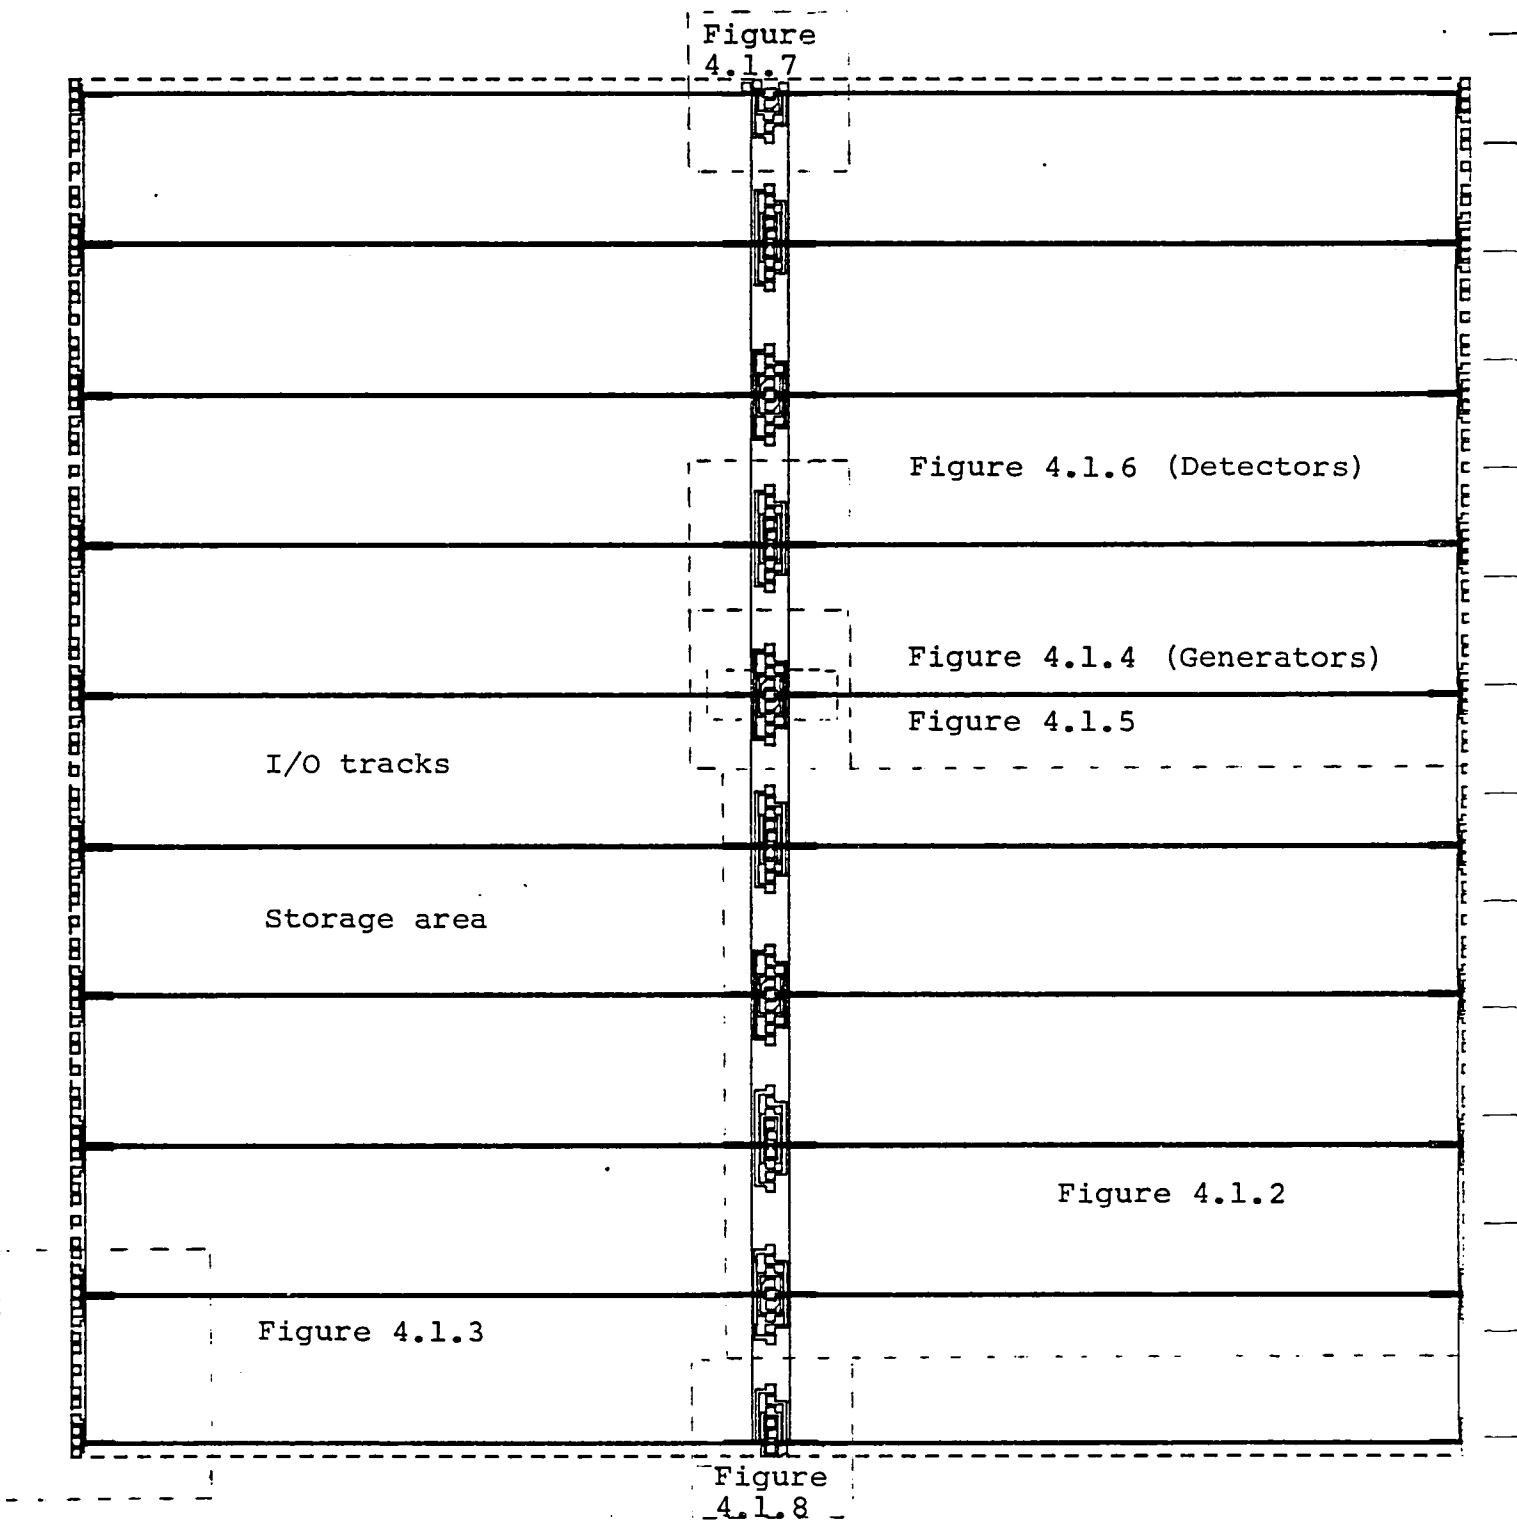 Figure
4.1.7
Figure 4.1.6 (Detectors)
Figure 4.1.4 (Generators)
Figure 4.1.5
I/O tracks
Storage area
Figure 4.1.2
Figure 4.1.3
Figure
4.1.8